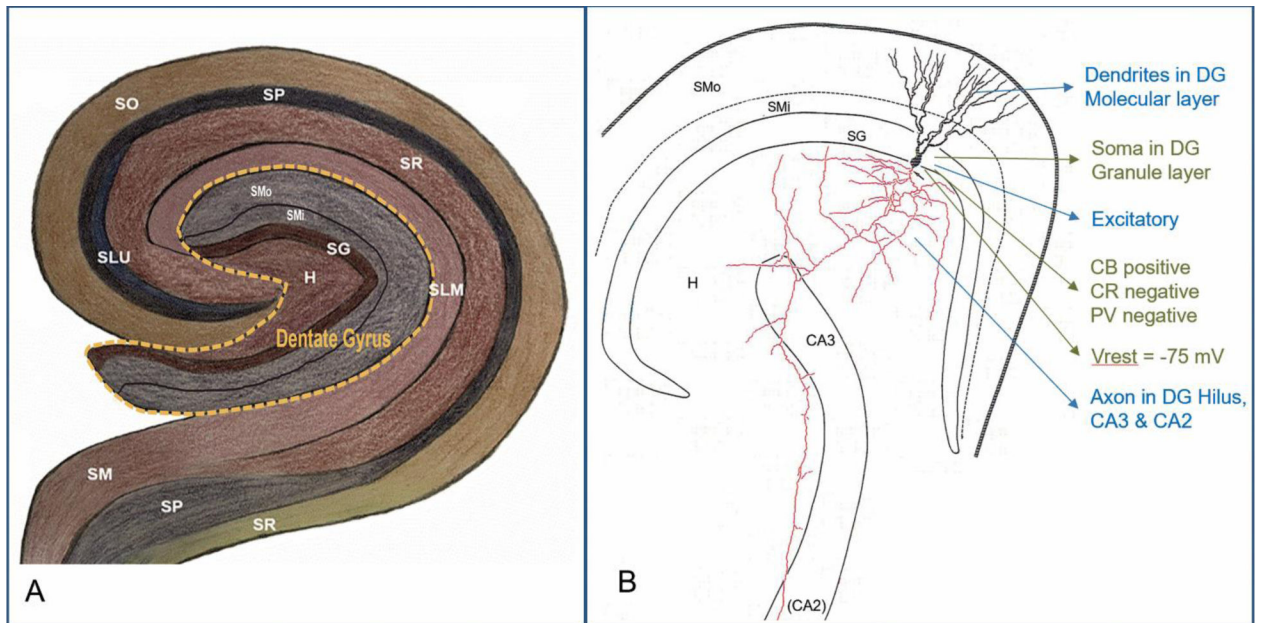 SO
SP
SR
SMo
SMi.
SG
SLU
H
SLM
Dentate Gyrus
SM
SP
SR
A
SMo
SMi
SG
H
CA3
(CA2)
B
Dendrites in DG
Molecular layer
Soma in DG
Granule layer
Excitatory
CB positive
CR negative
PV negative
Vrest = -75 mV
Axon in DG Hilus,
CA3 & CA2